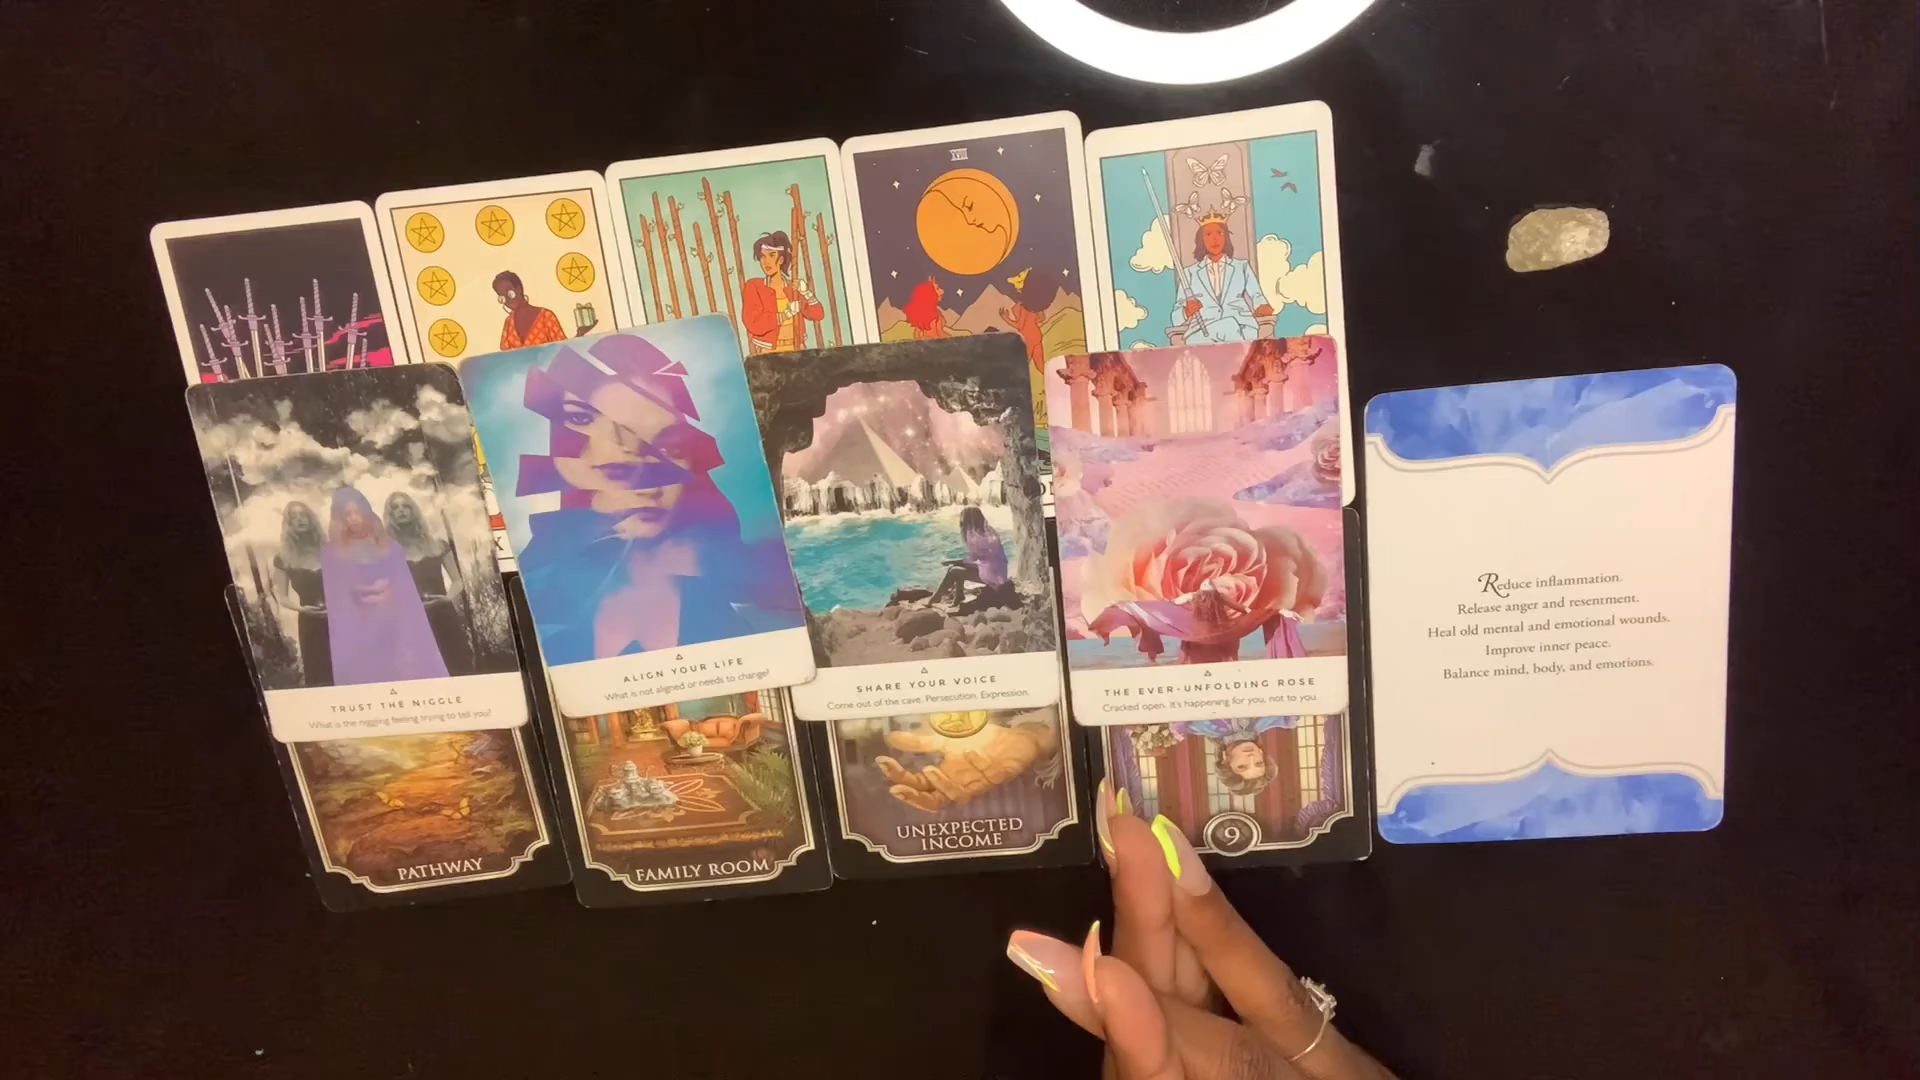 XVIII
X
TRUST THE NIGGLE
What is the niggling feeling trying to tell you?
ALIGN YOUR LIFE
What is not aligned or needs to change?
SHARE YOUR VOICE
Come out of the cave. Persecution. Expression.
THE EVER-UNFOLDING ROSE
Cracked open. It's happening for you, not to you.
Reduce inflammation.
Release anger and resentment.
Heal old mental and emotional wounds.
Improve inner peace.
Balance mind, body, and emotions.
PATHWAY
FAMILY ROOM
UNEXPECTED
INCOME
9